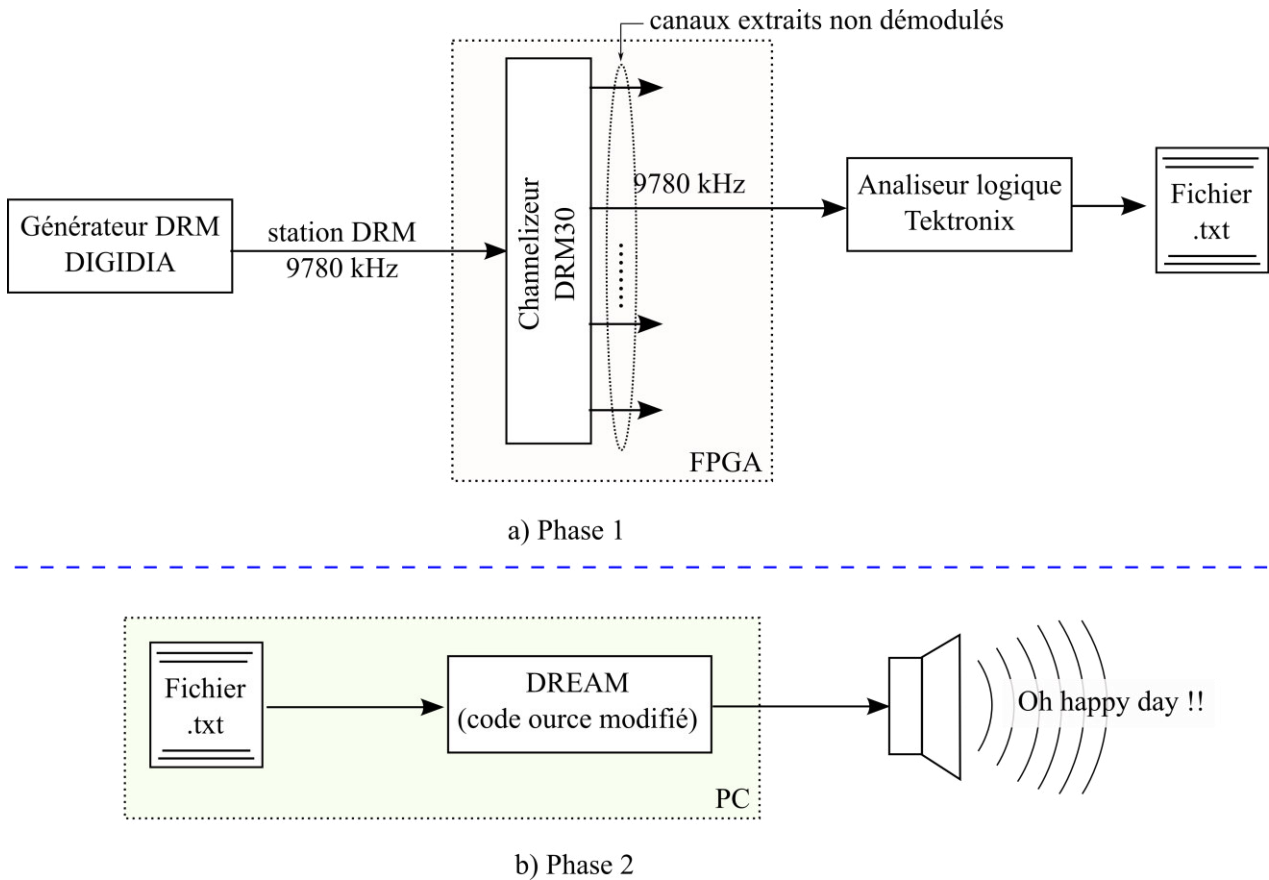 canaux extraits non démodulés
Générateur DRM
DIGIDIA
station DRM
9780 kHz
Channelizeur
DRM30
9780 kHz
FPGA
Analiseur logique
Tektronix
Fichier
.txt
a) Phase 1
Fichier
.txt
DREAM
(code ource modifié)
PC
Oh happy day !!
b) Phase 2